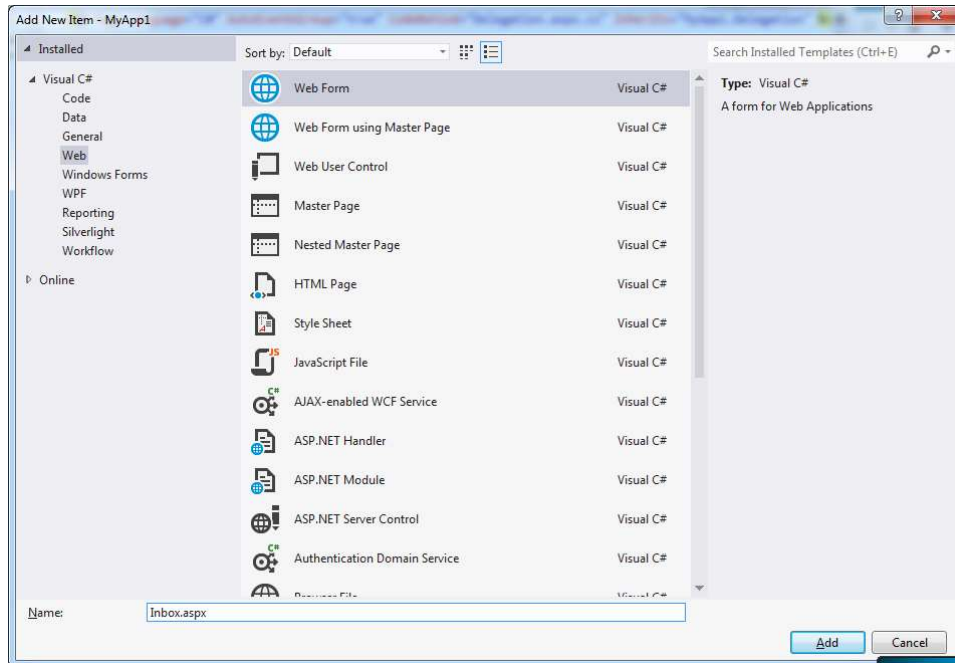 Add New Item - MyApp1
Installed
Sort by: Default
Search Installed Templates (Ctrl+E)
Visual C#
Code
Data
General
Web
Windows Forms
WPF
Reporting
Silverlight
Workflow
Online
Web Form Visual C#
Web Form using Master Page Visual C#
Web User Control Visual C#
Master Page Visual C#
Nested Master Page Visual C#
HTML Page Visual C#
Style Sheet Visual C#
JavaScript File Visual C#
AJAX-enabled WCF Service Visual C#
ASP.NET Handler Visual C#
ASP.NET Module Visual C#
ASP.NET Server Control Visual C#
Authentication Domain Service Visual C#
Browser File Visual C#
Type: Visual C#
A form for Web Applications
Name: Inbox.aspx
Add Cancel